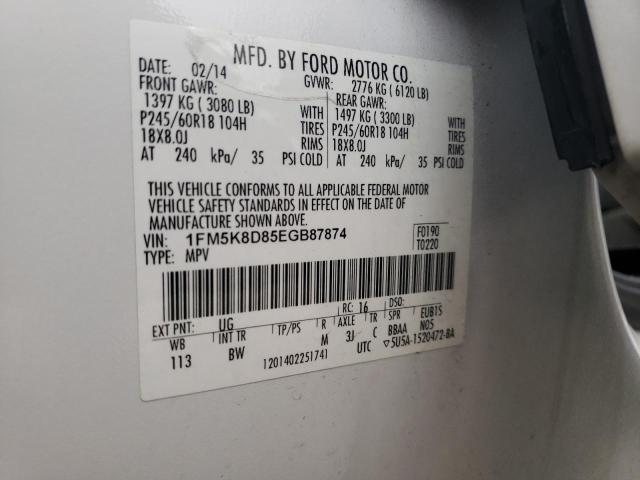 MFD. BY FORD MOTOR CO.
DATE: 02/14 GVWR: 2776 KG ( 6120 LB)
FRONT GAWR: REAR GAWR:
1397 KG ( 3080 LB) WITH 1497 KG ( 3300 LB) WITH
P245/60R18 104H TIRES P245/60R18 104H TIRES
18X8.0J RIMS 18X8.0J RIMS
AT 240 kPa/ 35 PSI COLD AT 240 kPa/ 35 PSI COLD
THIS VEHICLE CONFORMS TO ALL APPLICABLE FEDERAL MOTOR
VEHICLE SAFETY STANDARDS IN EFFECT ON THE DATE OF
MANUFACTURE SHOWN ABOVE.
VIN: 1FM5K8D85EGB87874 F0190
TYPE: MPV T0220
EXT PNT: UG RC: 16 DSO:
WB INT TR TP/PS R AXLE TR SPR EUB15
113 BW M 3J C BBAA N05
1201402251741 UTC ▽5U5A-1520472-BA